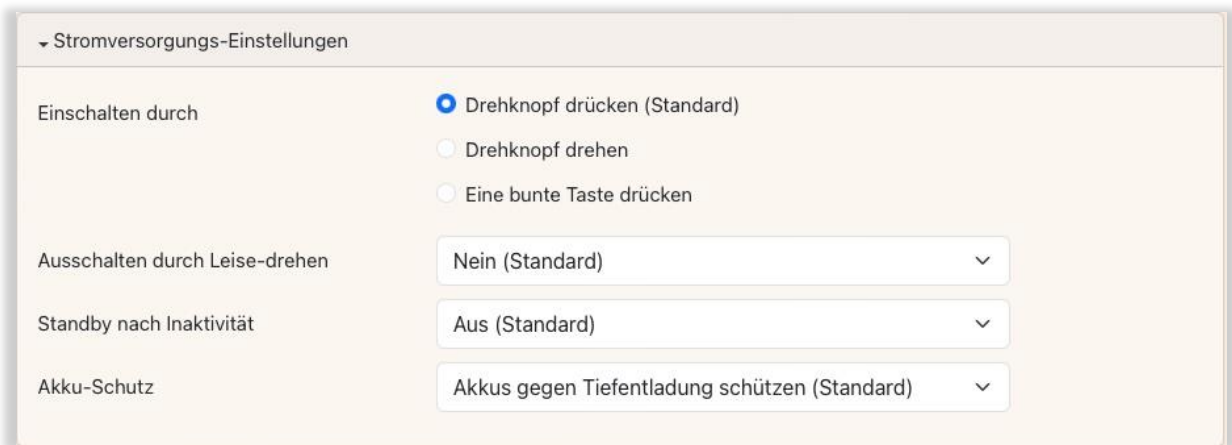 Stromversorgungs-Einstellungen
Einschalten durch
Drehknopf drücken (Standard)
Drehknopf drehen
Eine bunte Taste drücken
Ausschalten durch Leise-drehen
Nein (Standard)
Standby nach Inaktivität
Aus (Standard)
Akku-Schutz
Akkus gegen Tiefentladung schützen (Standard)